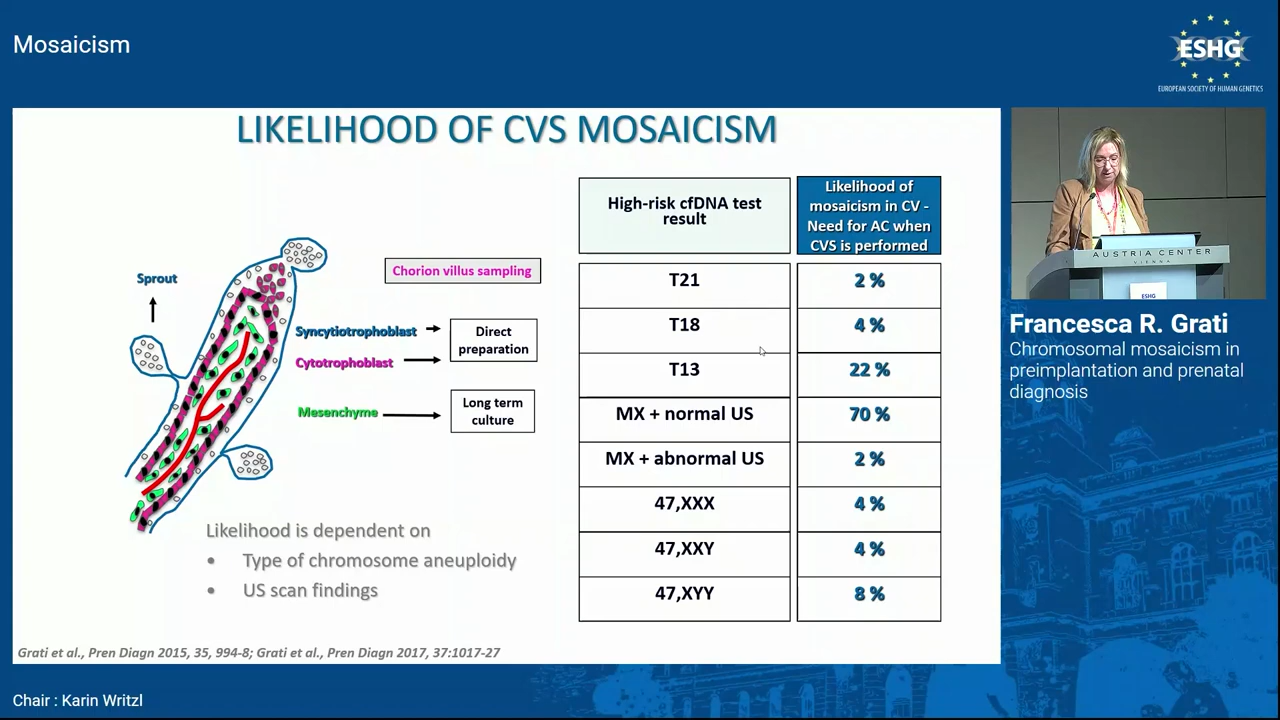 Mosaicism
ESHG
EUROPEAN SOCIETY OF HUMAN GENETICS
LIKELIHOOD OF CVS MOSAICISM
Sprout
Chorion villus sampling
Syncytiotrophoblast
Cytotrophoblast
Direct
preparation
Mesenchyme
Long term
culture
Likelihood is dependent on
• Type of chromosome aneuploidy
• US scan findings
High-risk cfDNA test
result
Likelihood of
mosaicism in CV -
Need for AC when
CVS is performed
T21 2 %
T18 4 %
T13 22 %
MX + normal US 70 %
MX + abnormal US 2 %
47,XXX 4 %
47,XXY 4 %
47,XYY 8 %
Grati et al., Pren Diagn 2015, 35, 994-8; Grati et al., Pren Diagn 2017, 37:1017-27
AUSTRIA CENTER
VIENNA
ESHG
Francesca R. Grati
Chromosomal mosaicism in
preimplantation and prenatal
diagnosis
Chair : Karin Writzl